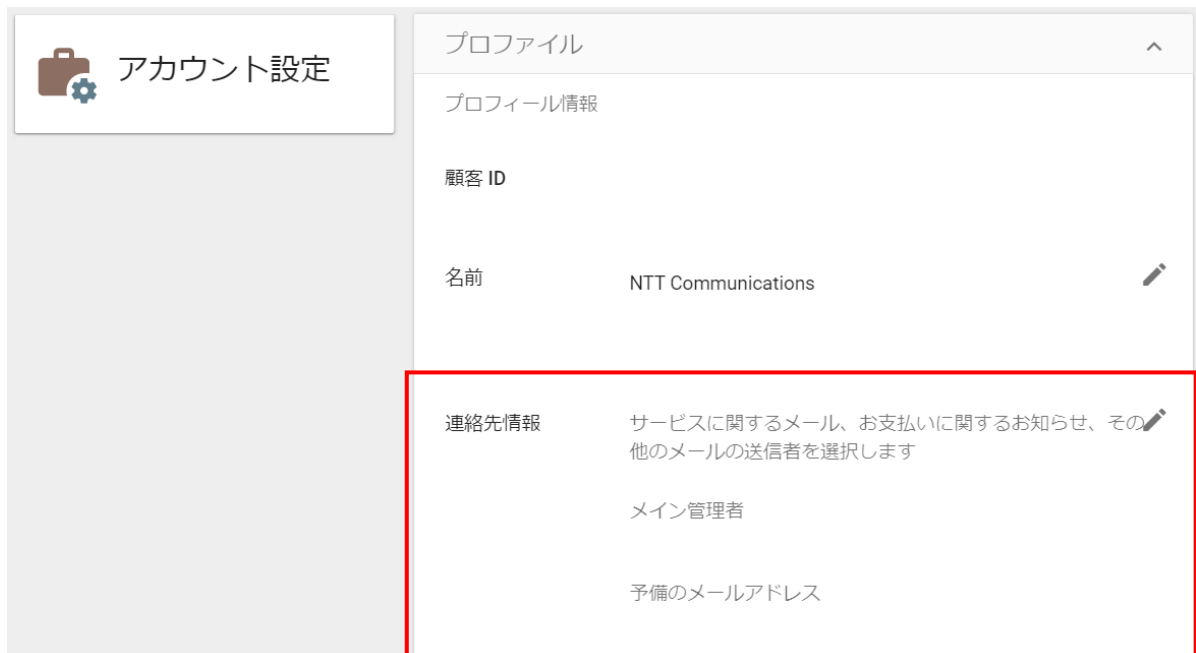 アカウント設定
プロファイル
プロフィール情報
顧客 ID
名前
NTT Communications
連絡先情報
サービスに関するメール、お支払いに関するお知らせ、その
他のメールの送信者を選択します
メイン管理者
予備のメールアドレス